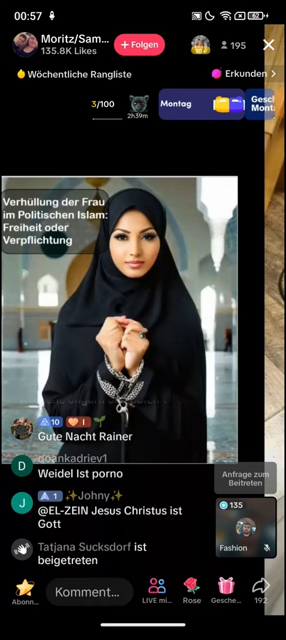 00:57
Moritz/Sam...
135.8K Likes
+ Folgen
195
Wöchentliche Rangliste
Erkunden >
3/100
2h39m
Montag
Gesch
Mont
Verhüllung der Frau
im Politischen Islam:
Freiheit oder
Verpflichtung
10
I
Gute Nacht Rainer
doankadriev1
D
Weidel Ist porno
Anfrage zum
Beitreten
J
1
Johny
@EL-ZEIN Jesus Christus ist
Gott
135
Fashion
Tatjana Sucksdorf ist
beigetreten
Abonn...
Komment...
LIVE mi...
Rose
Gesche...
192